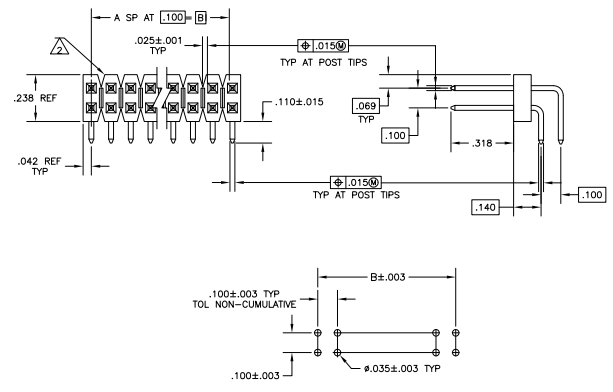 A SP AT .100 = B
.025±.001
TYP
⌖ .015Ⓜ
TYP AT POST TIPS
2
.238 REF
.110±.015
.069
TYP
.100
.318
.042 REF
TYP
⌖ .015Ⓜ
TYP AT POST TIPS
.100
.140
B±.003
.100±.003 TYP
TOL NON-CUMULATIVE
ø.035±.003 TYP
.100±.003